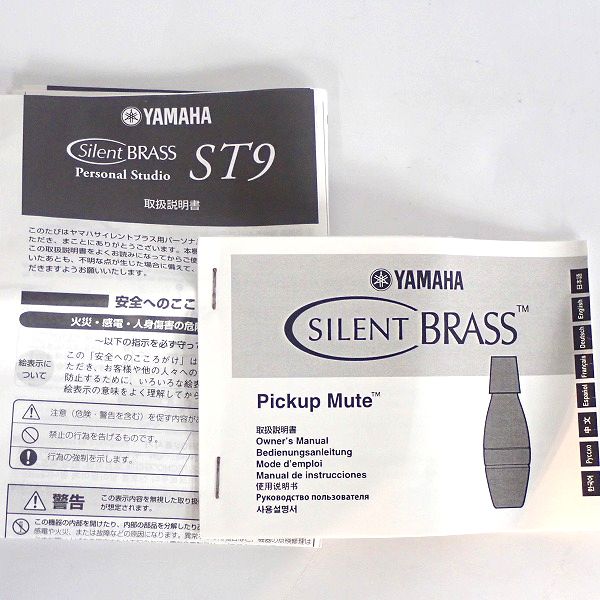 YAMAHA
Silent BRASS
Personal Studio
ST9
取扱説明書
このたびはヤマハサイレントブラス用パーソナ
ただき、まことにありがとうございます。本機
この取扱説明書をよくお読みになってからご使
いたあとも、不明な点が生じた場合に備えて、
だきますようお願いいたします。
安全へのここ
火災・感電・人身傷害の危
〜以下の指示を必ず守って
絵表示に
ついて
この「安全へのこころがけ」は
ただき、お客様や他の人々への
防止するために、いろいろな絵表
絵表示の意味をよく理解してから
注意(危険・警告を含む)を促す内容が
禁止の行為を告げるものです。
行為の強制を示します。
警告
この表示内容を無視した取り扱
が想定されます。
この機器の内部を開けたり、内部の部品を分解したり
感電や火災、または故障などの原因になります。異常
YAMAHA
SILENT BRASS™
Pickup Mute™
取扱説明書
Owner's Manual
Bedienungsanleitung
Mode d'emploi
Manual de instrucciones
使用说明书
Руководство пользователя
사용설명서
日本語
English
Deutsch
Français
Español
中文
Русско
한국어